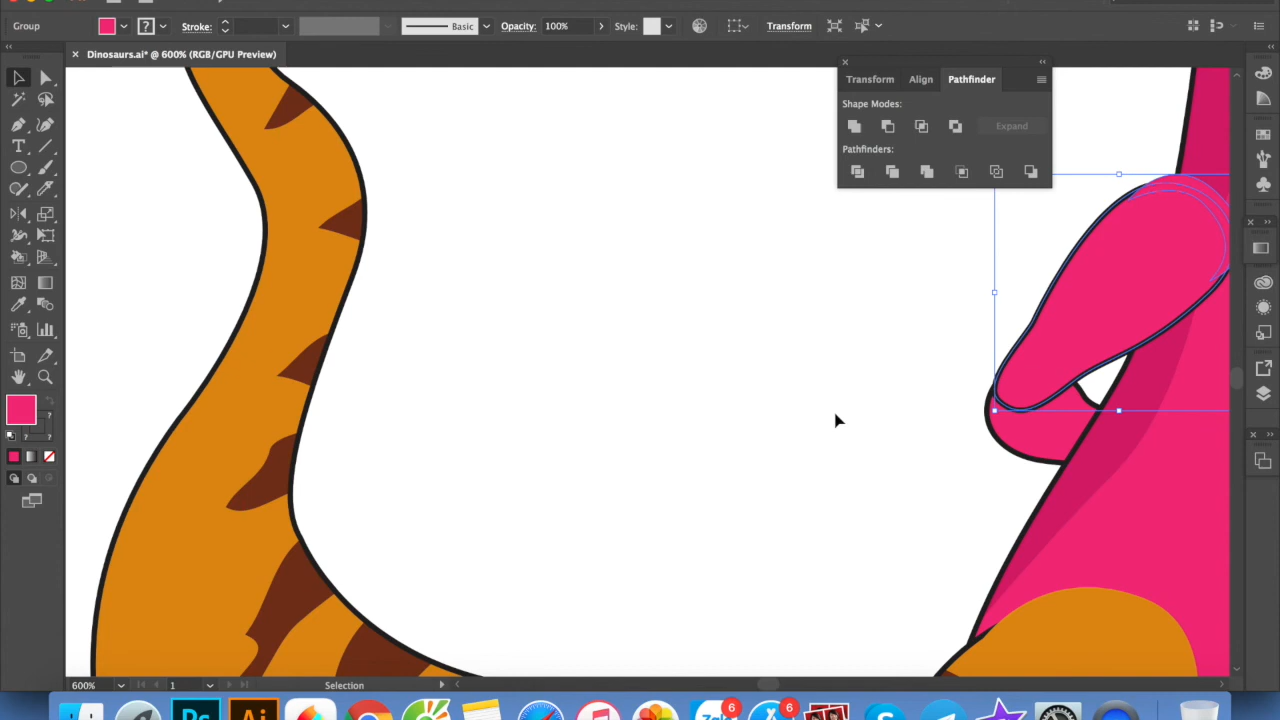 Group
Stroke:
Basic
Opacity:
100%
Style:
Transform
Dinosaurs.ai* @ 600% (RGB/GPU Preview)
Transform
Align
Pathfinder
Shape Modes:
Expand
Pathfinders:
?
?
?
?
600%
1
Selection
Ps
Ai
Zalo
6
6
S